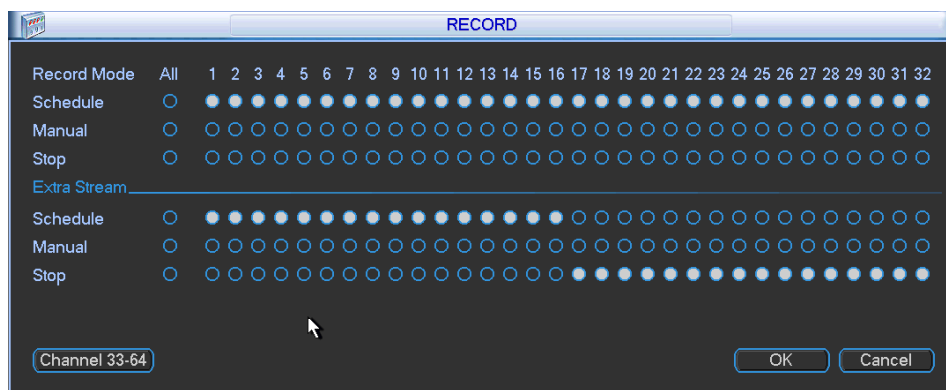 RECORD
Record Mode All 1 2 3 4 5 6 7 8 9 10 11 12 13 14 15 16 17 18 19 20 21 22 23 24 25 26 27 28 29 30 31 32
Schedule
Manual
Stop
Extra Stream
Schedule
Manual
Stop
Channel 33-64 OK Cancel